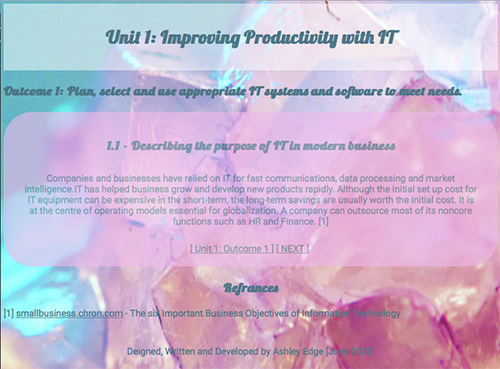 Unit 1: Improving Productivity with IT
Outcome 1: Plan, select and use appropriate IT systems and software to meet needs.
1.1 - Describing the purpose of IT in modern business
Companies and businesses have relied on IT for fast communications, data processing and market
intelligence.IT has helped business grow and develop new products rapidly. Although the initial set up cost for
IT equipment can be expensive in the short-term, the long-term savings are usually worth the initial cost. It is
at the centre of operating models essential for globalization. A company can outsource most of its noncore
functions such as HR and Finance. [1]
[ Unit 1: Outcome 1 ] [ NEXT ]
Refrances
[1] smallbusiness.chron.com - The six Important Business Objectives of Information Technology
Deigned, Written and Developed by Ashley Edge [June 2020]